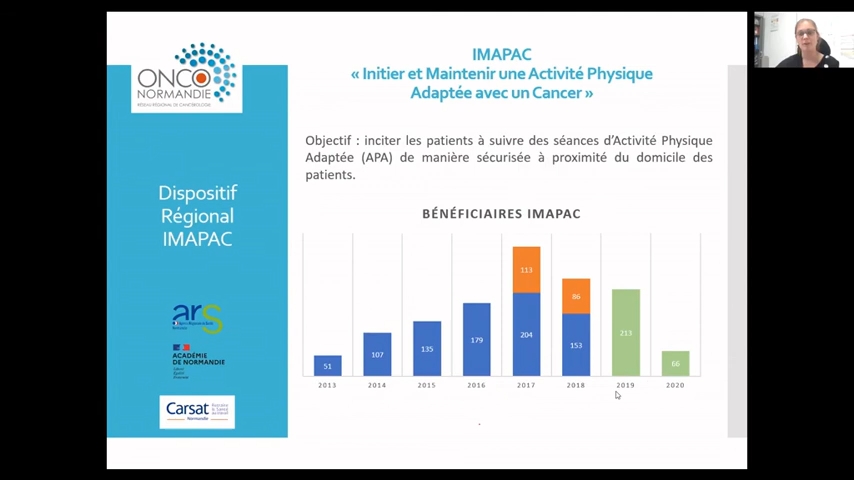 IMAPAC
« Initier et Maintenir une Activité Physique
Adaptée avec un Cancer »
ONCO
NORMANDIE
RÉSEAU RÉGIONAL DE CANCÉROLOGIE
Objectif : inciter les patients à suivre des séances d'Activité Physique
Adaptée (APA) de manière sécurisée à proximité du domicile des
patients.
Dispositif
Régional
IMAPAC
BÉNÉFICIAIRES IMAPAC
113
86
204
153
213
179
135
107
51
66
2013 2014 2015 2016 2017 2018 2019 2020
ars
ACADÉMIE
DE NORMANDIE
Carsat
Normandie